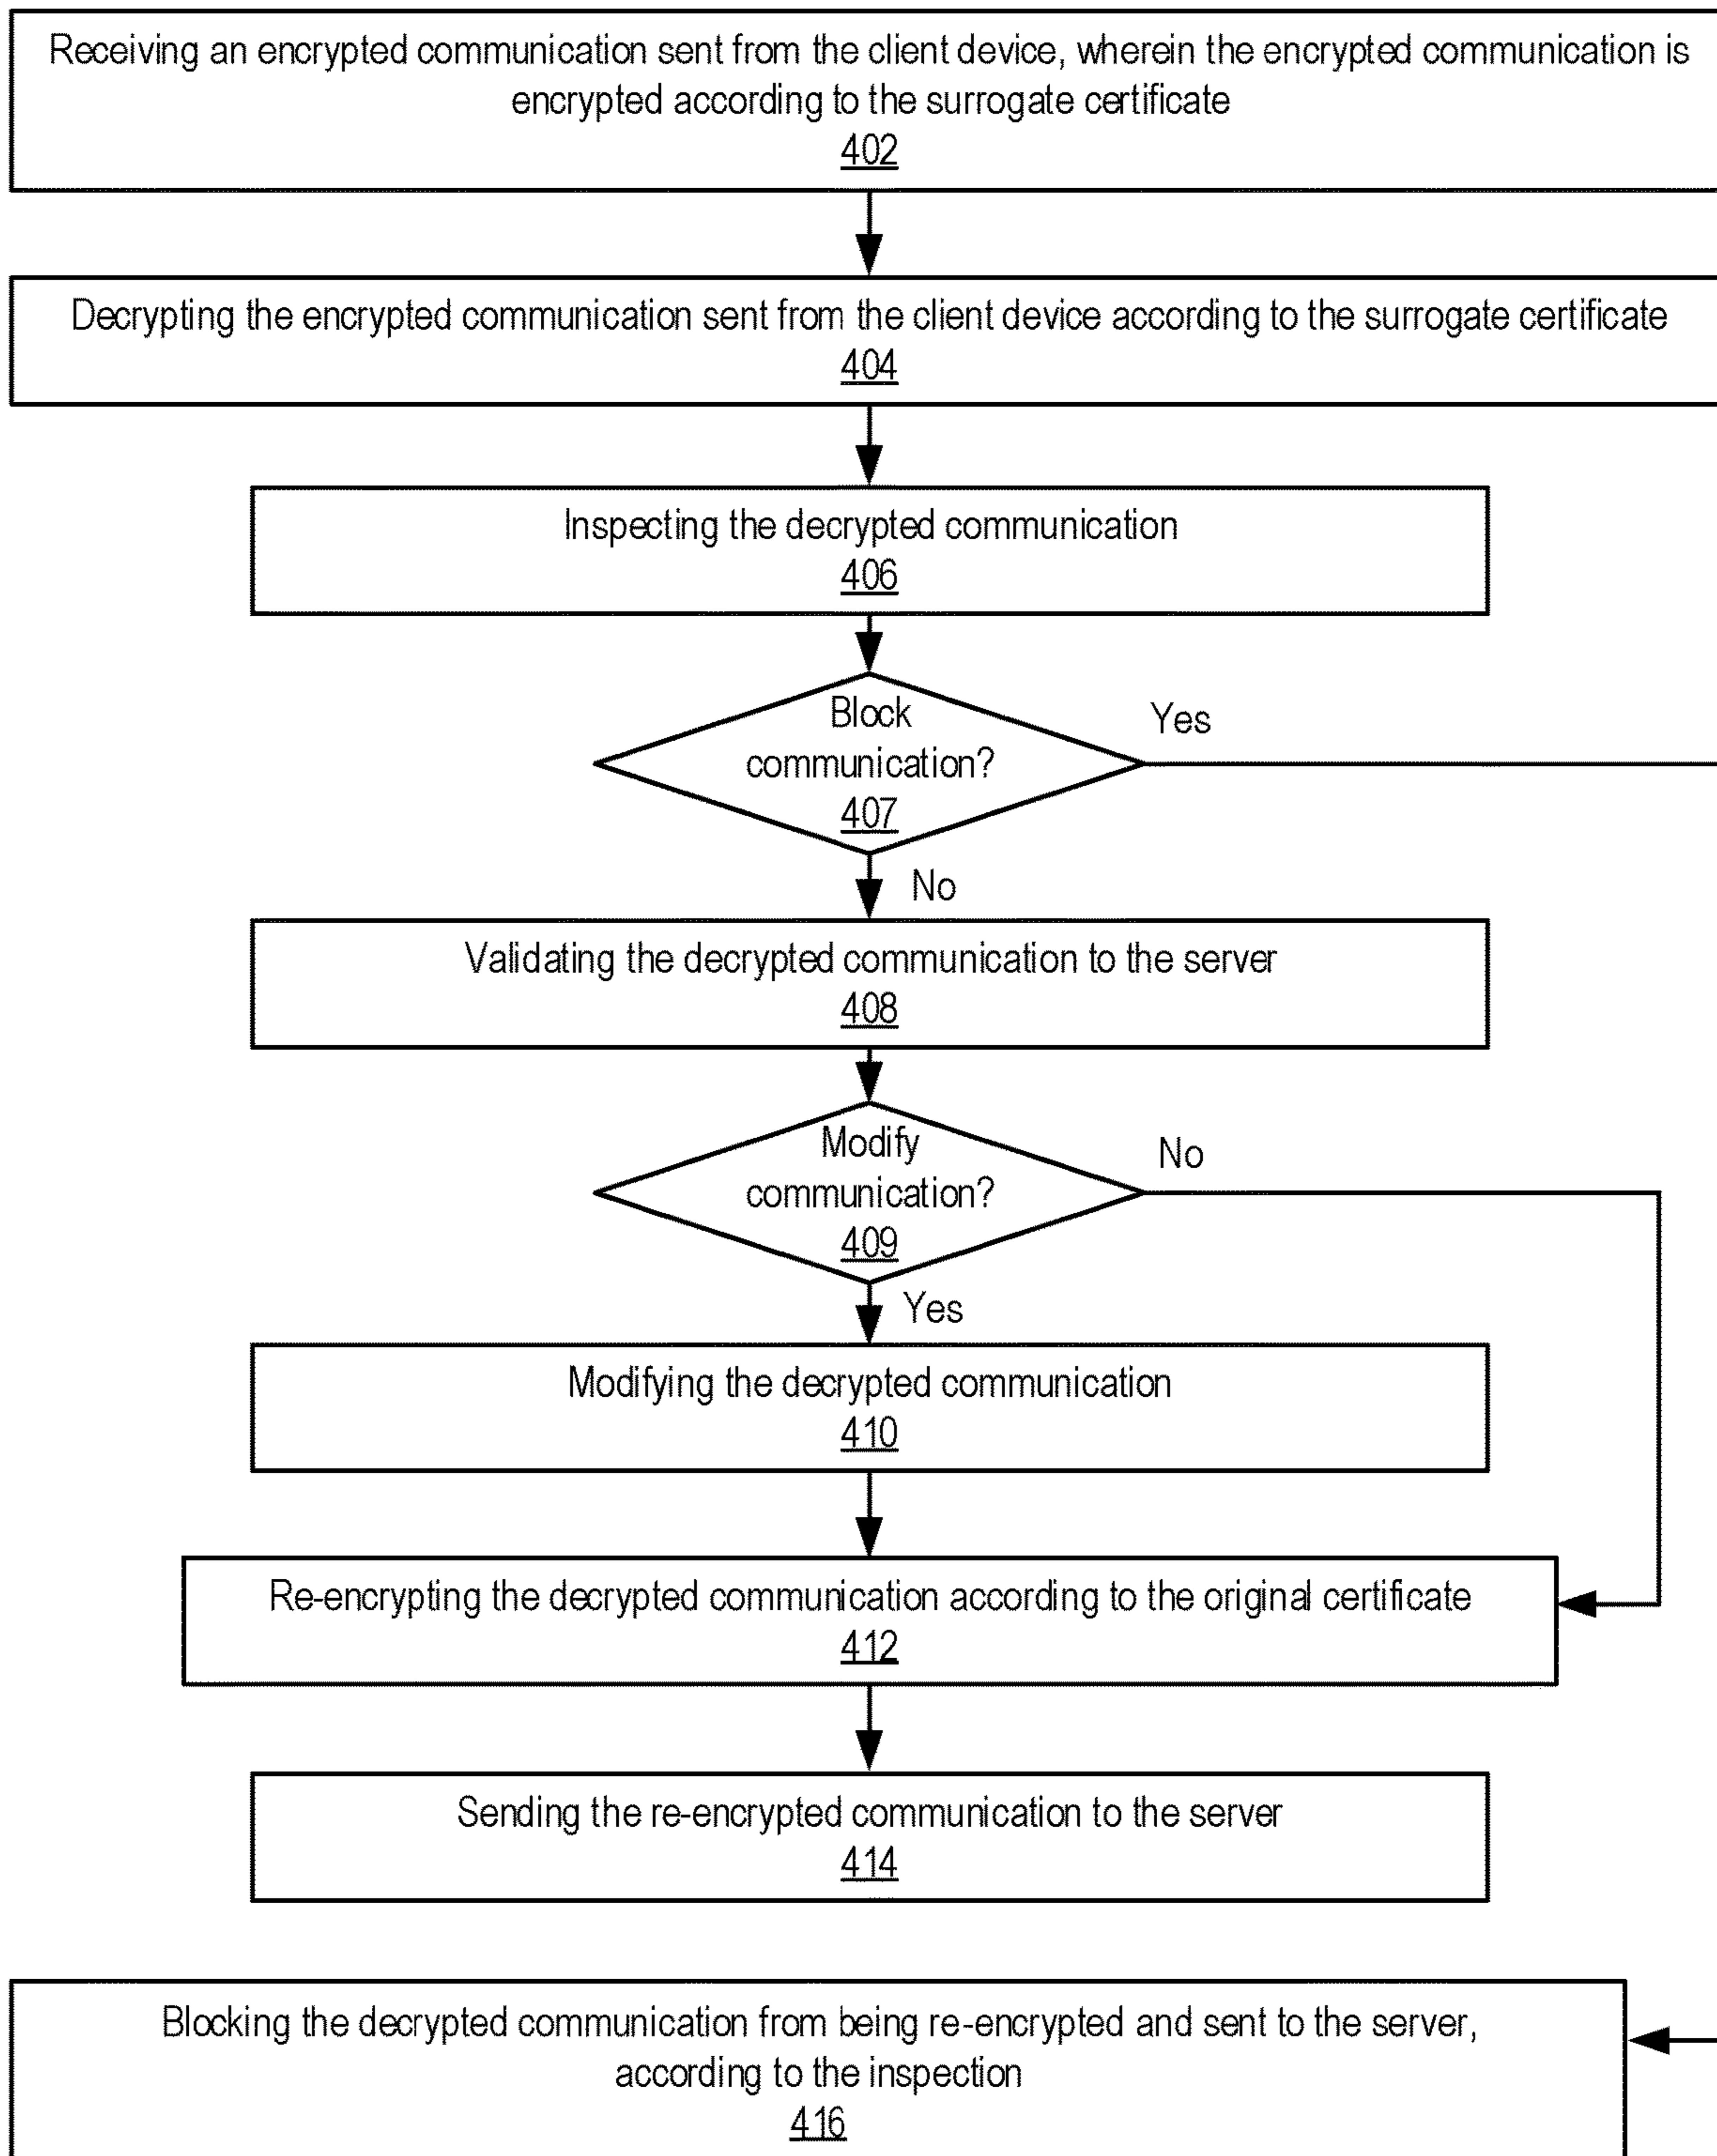 Receiving an encrypted communication sent from the client device, wherein the encrypted communication is
encrypted according to the surrogate certificate
402
Decrypting the encrypted communication sent from the client device according to the surrogate certificate
404
Inspecting the decrypted communication
406
Block
communication?
407
Yes
No
Validating the decrypted communication to the server
408
Modify
communication?
409
No
Yes
Modifying the decrypted communication
410
Re-encrypting the decrypted communication according to the original certificate
412
Sending the re-encrypted communication to the server
414
Blocking the decrypted communication from being re-encrypted and sent to the server,
according to the inspection
416